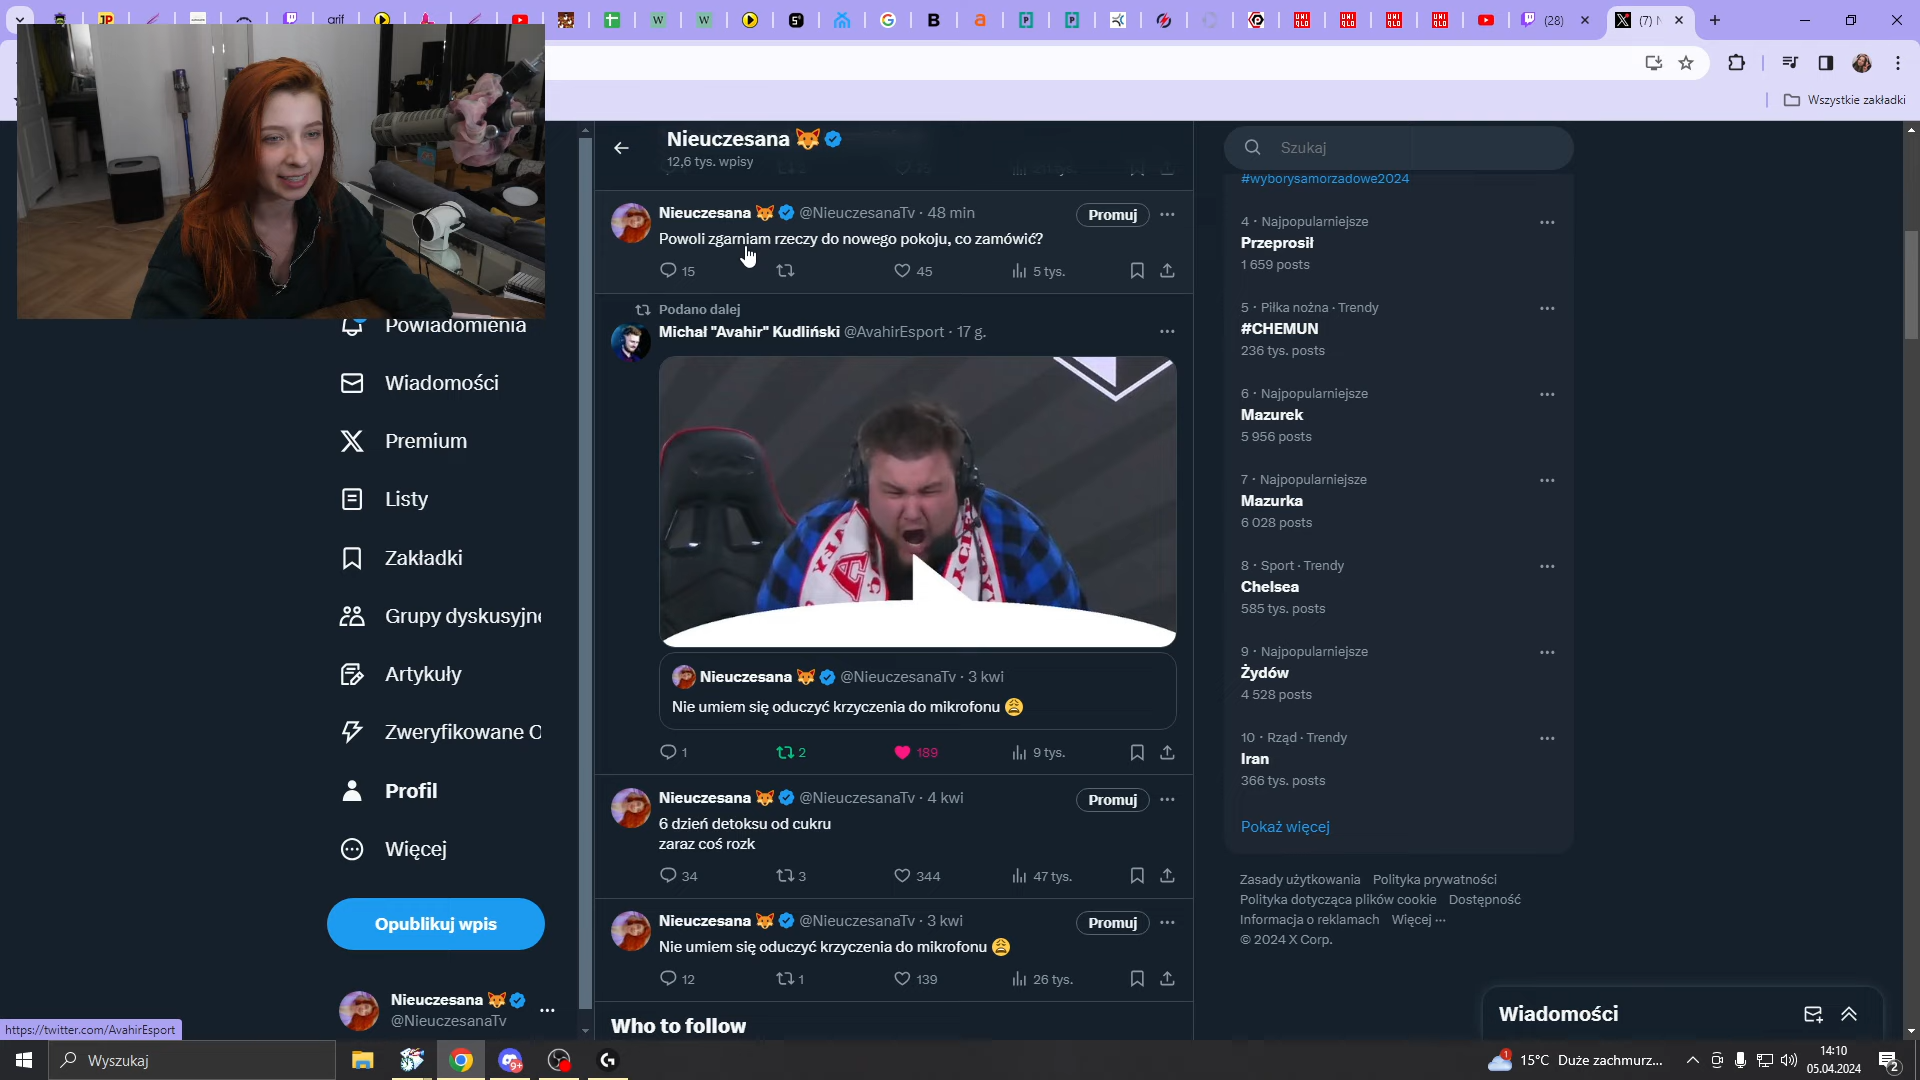 JP
arif
W
W
B
a
(28)
(7)
Wszystkie zakładki
Nieuczesana
12,6 tys. wpisy
Szukaj
#wyborysamorzadowe2024
Nieuczesana @NieuczesanaTv · 48 min
Promuj
Powoli zgarniam rzeczy do nowego pokoju, co zamówić?
15 45 5 tys.
Podano dalej
Michał "Avahir" Kudliński @AvahirEsport · 17 g.
Nieuczesana @NieuczesanaTv · 3 kwi
Nie umiem się oduczyć krzyczenia do mikrofonu 😩
1 2 189 9 tys.
Nieuczesana @NieuczesanaTv · 4 kwi
Promuj
6 dzień detoksu od cukru
zaraz coś rozk
34 3 344 47 tys.
Nieuczesana @NieuczesanaTv · 3 kwi
Promuj
Nie umiem się oduczyć krzyczenia do mikrofonu 😩
12 1 139 26 tys.
Who to follow
Powiadomienia
Wiadomości
Premium
Listy
Zakładki
Grupy dyskusyjne
Artykuły
Zweryfikowane O
Profil
Więcej
Opublikuj wpis
Nieuczesana
@NieuczesanaTv
4 · Najpopularniejsze
Przeprosił
1 659 posts
5 · Piłka nożna · Trendy
#CHEMUN
236 tys. posts
6 · Najpopularniejsze
Mazurek
5 956 posts
7 · Najpopularniejsze
Mazurka
6 028 posts
8 · Sport · Trendy
Chelsea
585 tys. posts
9 · Najpopularniejsze
Żydów
4 528 posts
10 · Rząd · Trendy
Iran
366 tys. posts
Pokaż więcej
Zasady użytkowania Polityka prywatności
Polityka dotycząca plików cookie Dostępność
Informacja o reklamach Więcej ···
© 2024 X Corp.
Wiadomości
https://twitter.com/AvahirEsport
Wyszukaj
9+
1
15°C Duże zachmurz...
14:10
05.04.2024
2